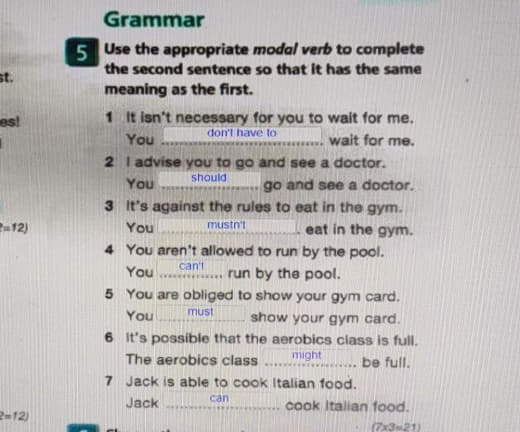 Grammar
5 Use the appropriate modal verb to complete
the second sentence so that it has the same
meaning as the first.
st.
es!
1 It isn't necessary for you to wait for me.
You don't have to wait for me.
2 I advise you to go and see a doctor.
You should go and see a doctor.
3 It's against the rules to eat in the gym.
=12)
You mustn't eat in the gym.
4 You aren't allowed to run by the pool.
You can't run by the pool.
5 You are obliged to show your gym card.
You must show your gym card.
6 It's possible that the aerobics class is full.
The aerobics class might be full.
7 Jack is able to cook Italian food.
Jack can cook Italian food.
2=12)
(7x3=21)